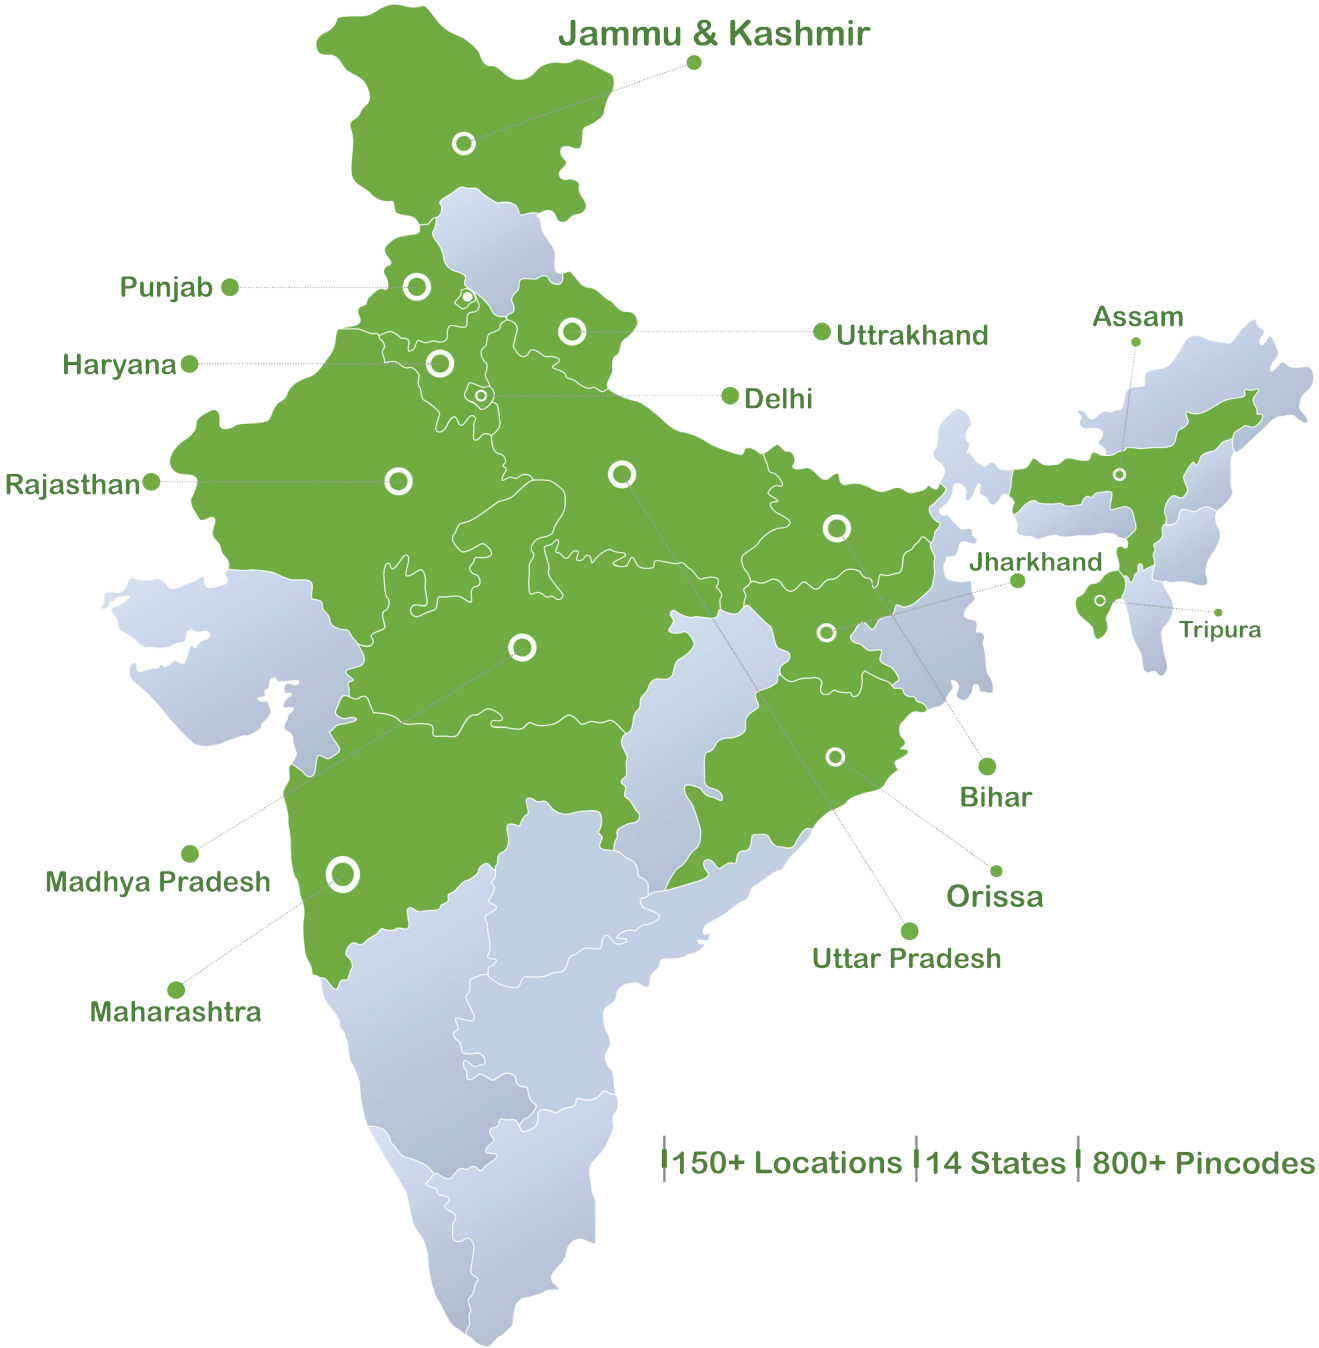 Jammu & Kashmir
Punjab
Assam
Uttrakhand
Haryana
Delhi
Rajasthan
Jharkhand
Tripura
Bihar
Madhya Pradesh
Orissa
Uttar Pradesh
Maharashtra
150+ Locations
14 States
800+ Pincodes